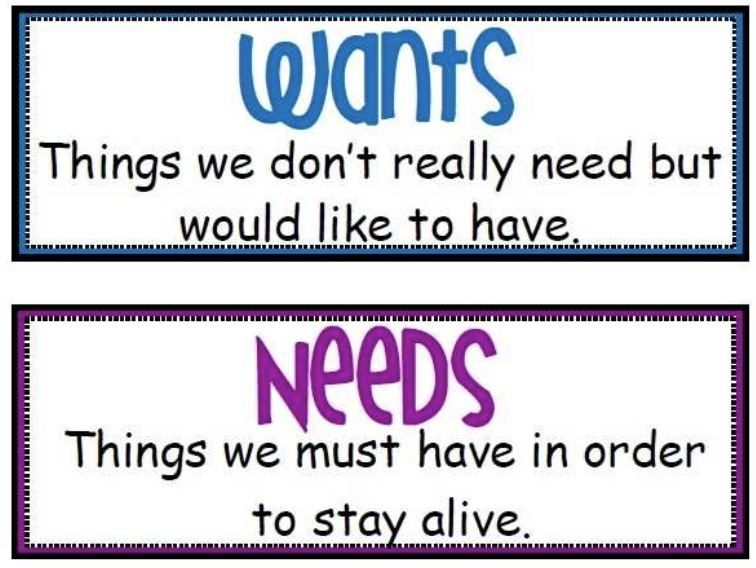 Wants
Things we don't really need but
would like to have.
Needs
Things we must have in order
to stay alive.